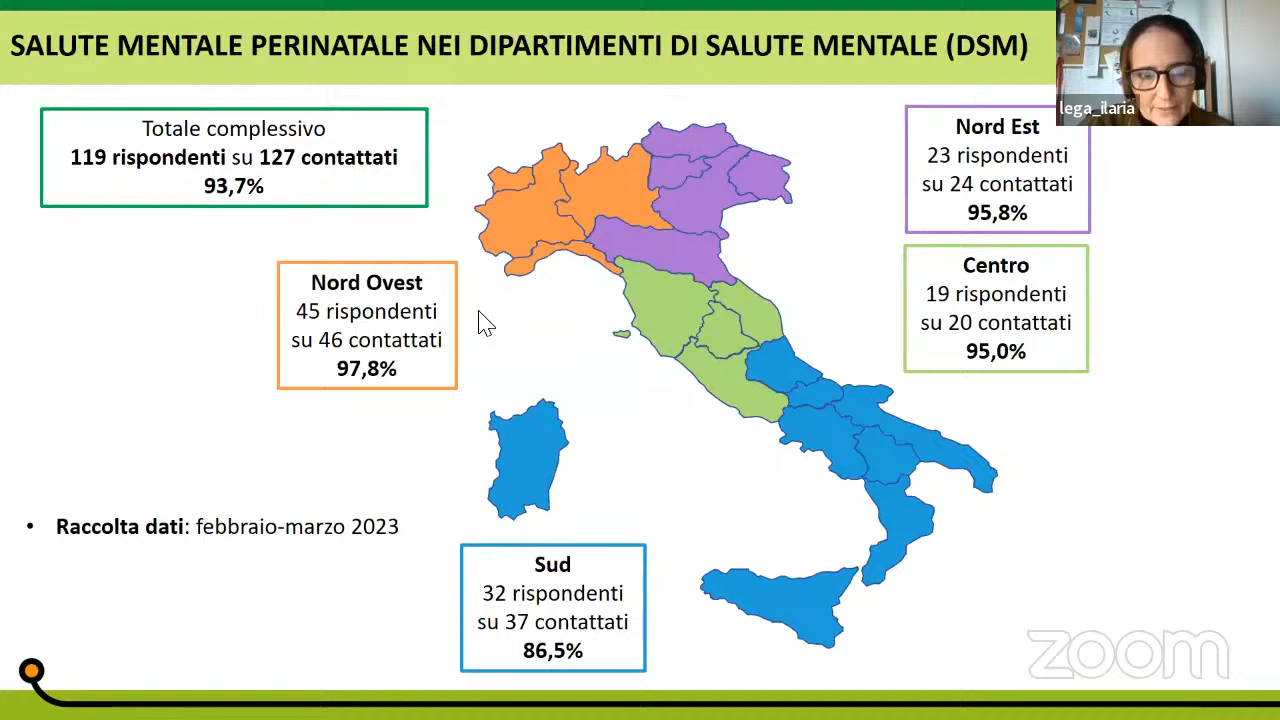 SALUTE MENTALE PERINATALE NEI DIPARTIMENTI DI SALUTE MENTALE (DSM)
lega_ilaria
Totale complessivo
119 rispondenti su 127 contattati
93,7%
Nord Est
23 rispondenti
su 24 contattati
95,8%
Nord Ovest
45 rispondenti
su 46 contattati
97,8%
Centro
19 rispondenti
su 20 contattati
95,0%
• Raccolta dati: febbraio-marzo 2023
Sud
32 rispondenti
su 37 contattati
86,5%
zoom